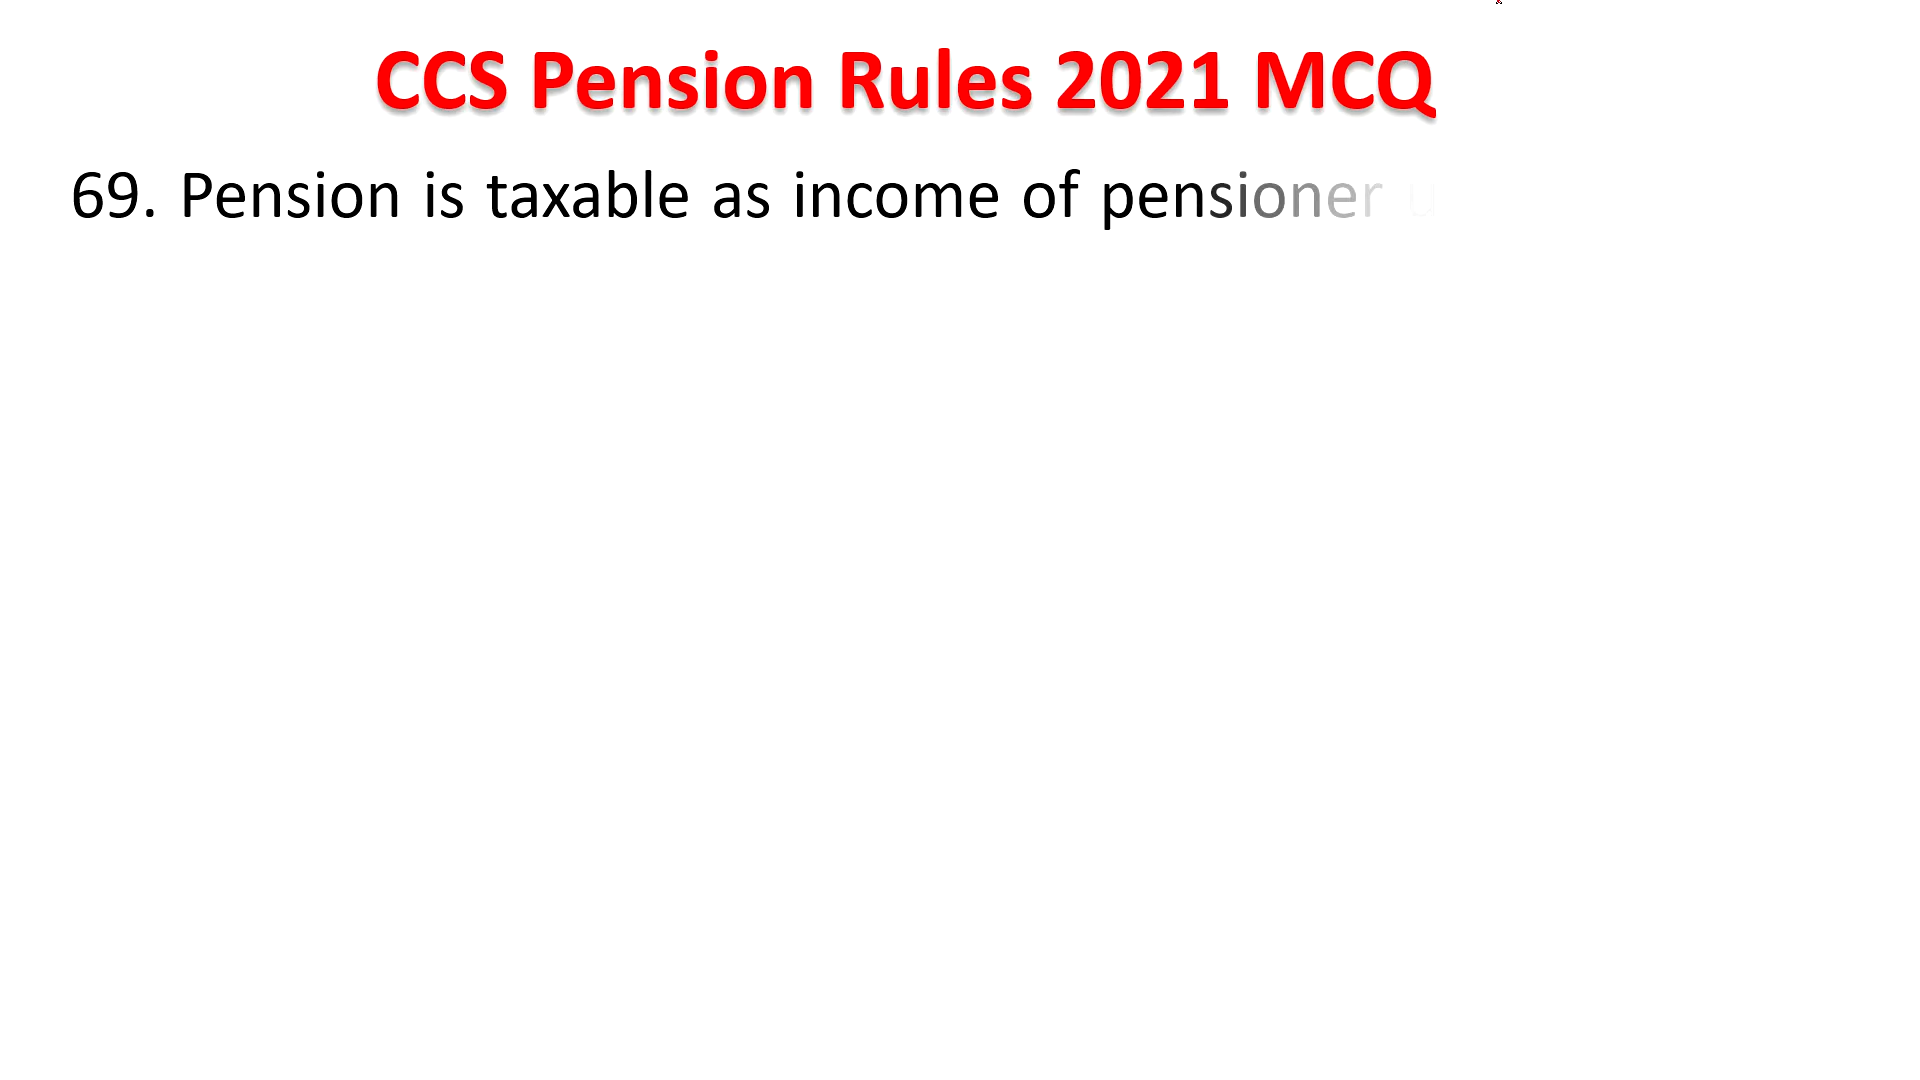 CCS Pension Rules 2021 MCQ
69. Pension is taxable as income of pensioner